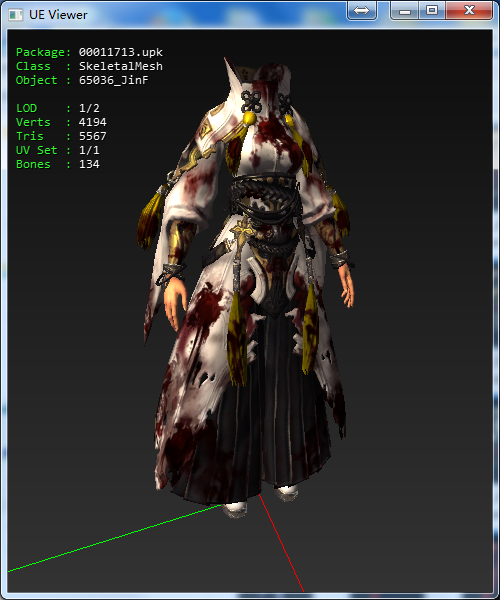 UE Viewer
Package: 00011713.upk
Class : SkeletalMesh
Object : 65036_JinF
LOD : 1/2
Verts : 4194
Tris : 5567
UV Set : 1/1
Bones : 134